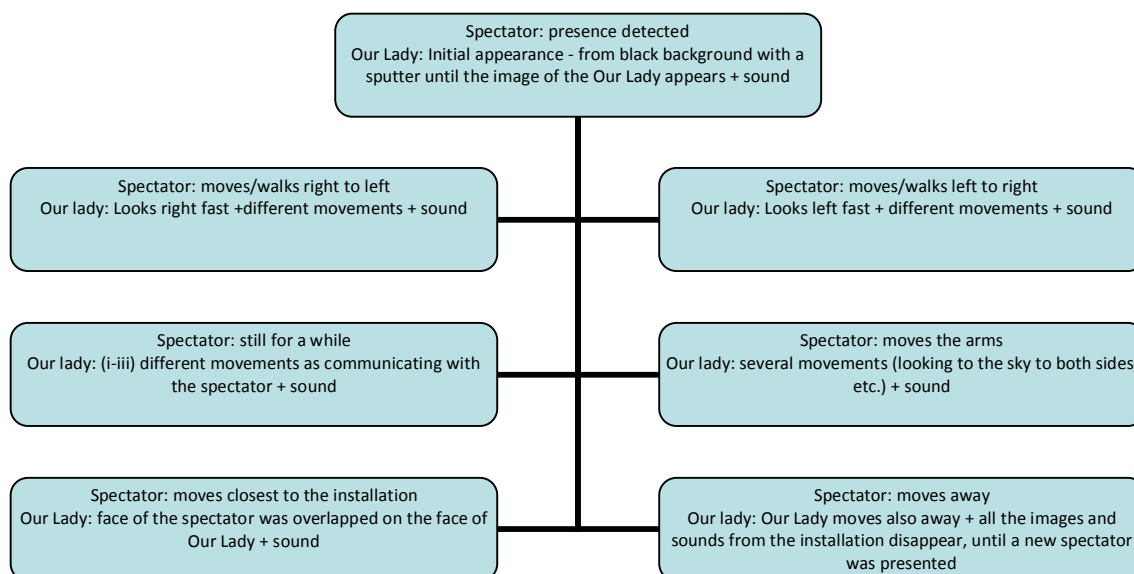 Spectator: presence detected
Our Lady: Initial appearance - from black background with a
sputter until the image of the Our Lady appears + sound
Spectator: moves/walks right to left
Our lady: Looks right fast +different movements + sound
Spectator: moves/walks left to right
Our lady: Looks left fast + different movements + sound
Spectator: still for a while
Our lady: (i-iii) different movements as communicating with
the spectator + sound
Spectator: moves the arms
Our lady: several movements (looking to the sky to both sides
etc.) + sound
Spectator: moves closest to the installation
Our Lady: face of the spectator was overlapped on the face of
Our Lady + sound
Spectator: moves away
Our lady: Our Lady moves also away + all the images and
sounds from the installation disappear, until a new spectator
was presented